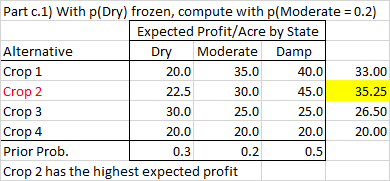 Part c.1) With p(Dry) frozen, compute with p(Moderate = 0.2)
Expected Profit/Acre by State
Alternative Dry Moderate Damp
Crop 1 20.0 35.0 40.0 33.00
Crop 2 22.5 30.0 45.0 35.25
Crop 3 30.0 25.0 25.0 26.50
Crop 4 20.0 20.0 20.0 20.00
Prior Prob. 0.3 0.2 0.5
Crop 2 has the highest expected profit